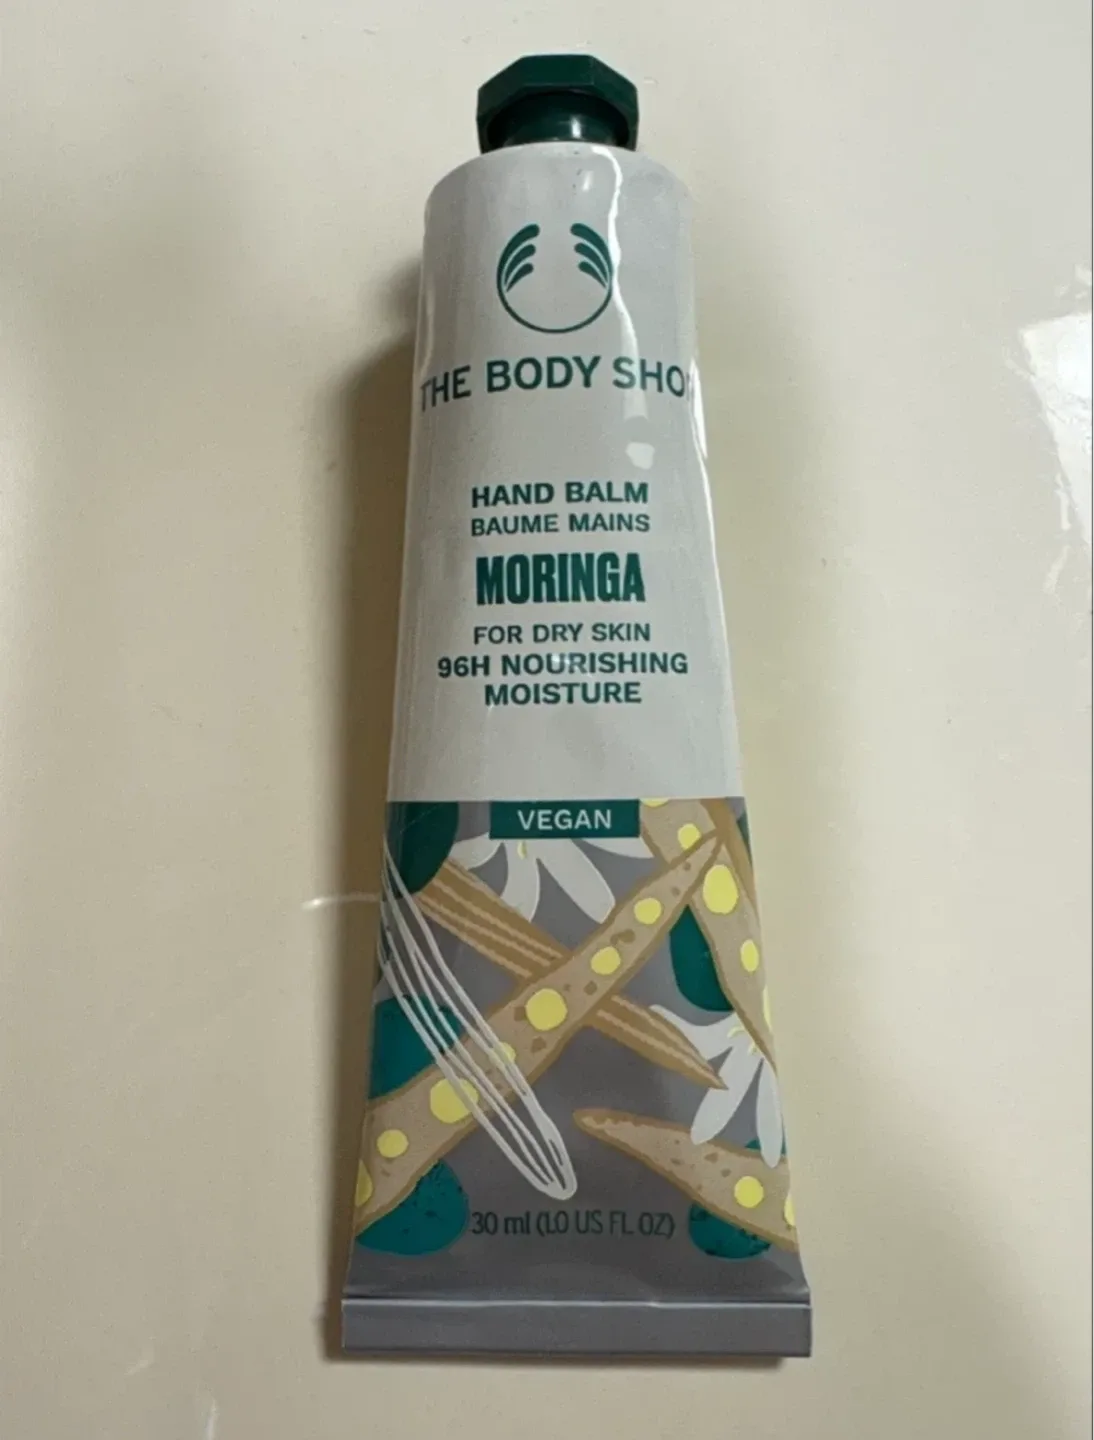 THE BODY SHOP
HAND BALM
BAUME MAINS
MORINGA
FOR DRY SKIN
96H NOURISHING
MOISTURE
VEGAN
30 ml (1.0 US FL OZ)